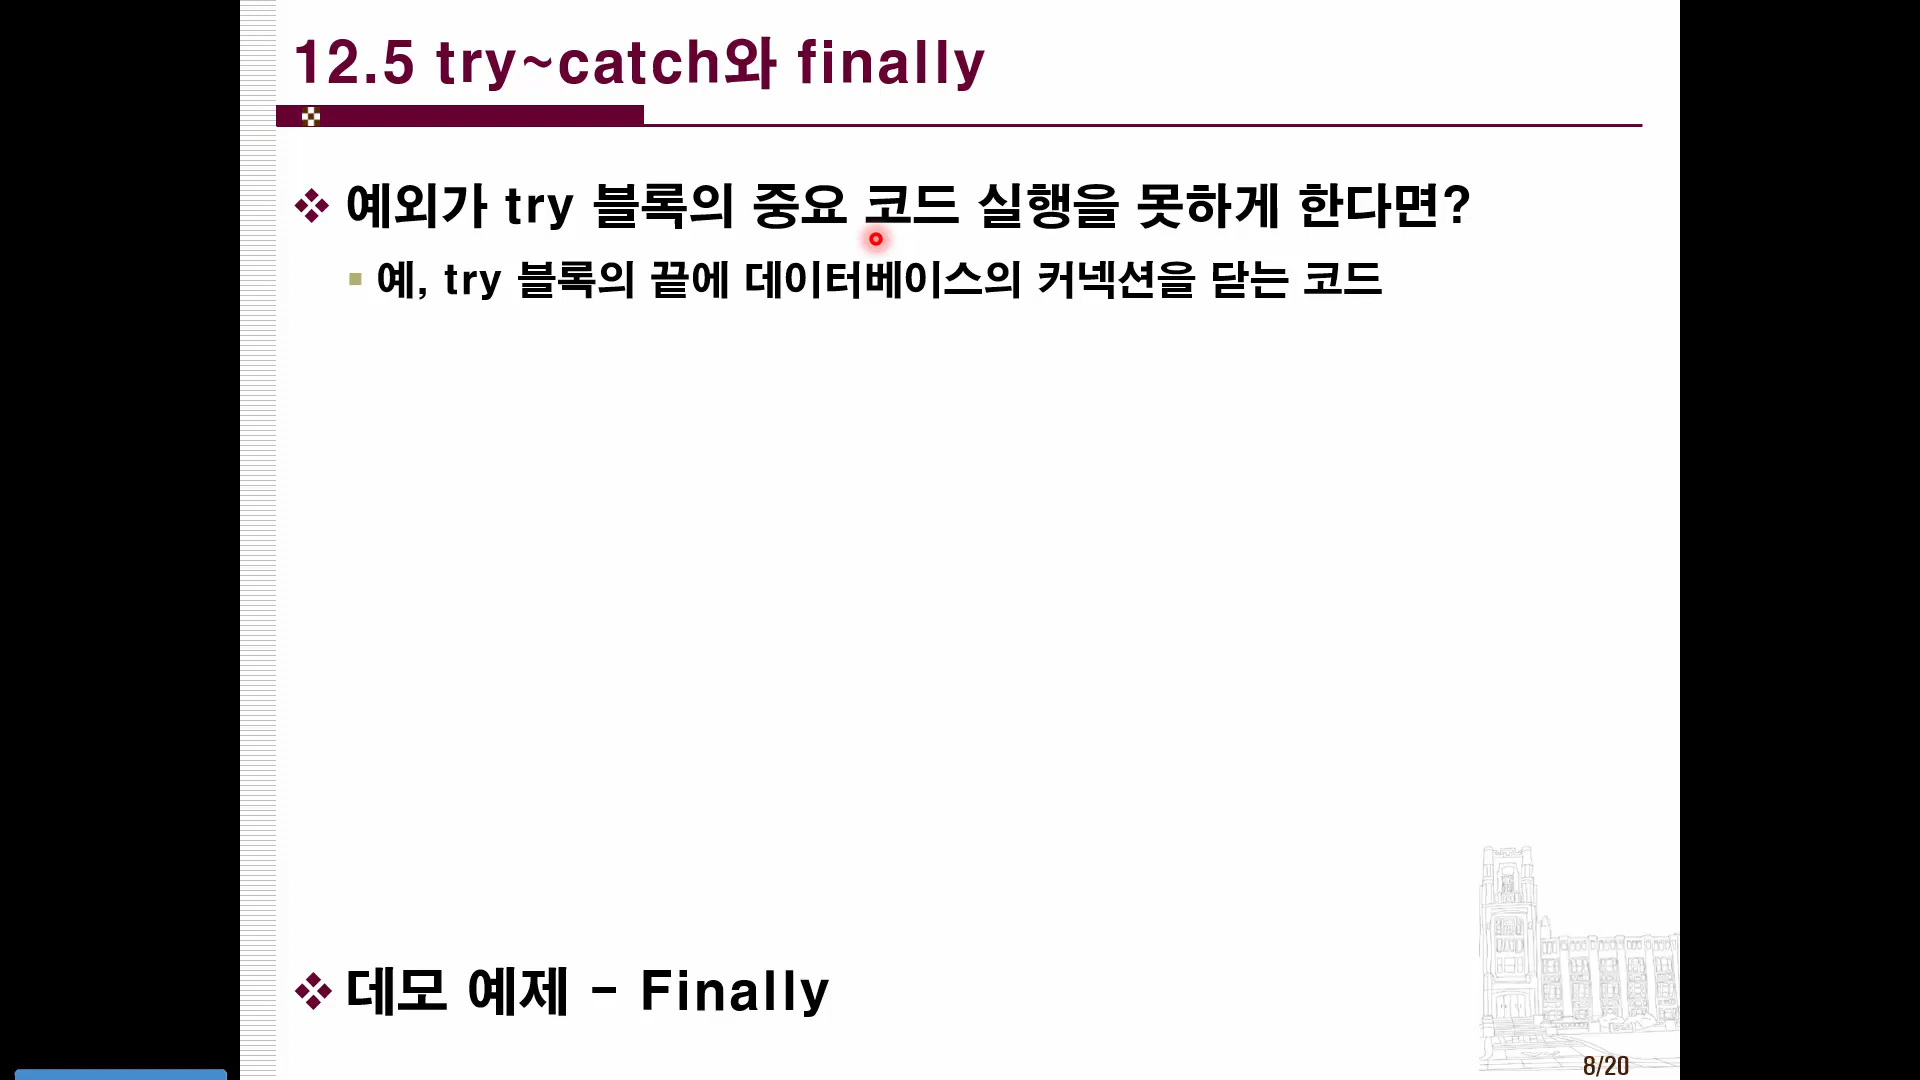 12.5 try~catch와 finally
예외가 try 블록의 중요 코드 실행을 못하게 한다면?
예, try 블록의 끝에 데이터베이스의 커넥션을 닫는 코드
데모 예제 - Finally
8/20